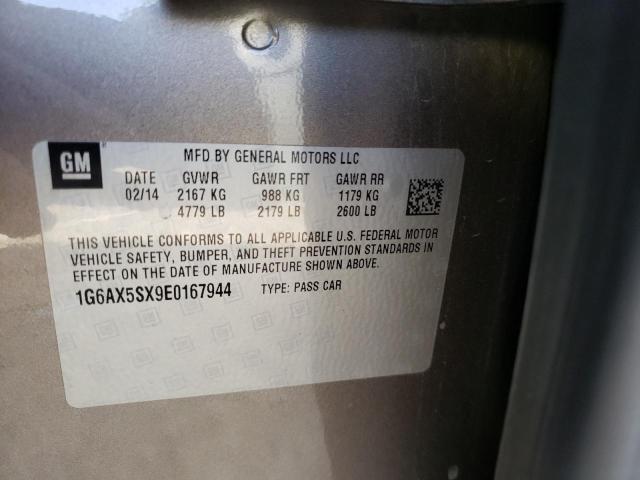 GM
MFD BY GENERAL MOTORS LLC
DATE GVWR GAWR FRT GAWR RR
02/14 2167 KG 988 KG 1179 KG
4779 LB 2179 LB 2600 LB
THIS VEHICLE CONFORMS TO ALL APPLICABLE U.S. FEDERAL MOTOR
VEHICLE SAFETY, BUMPER, AND THEFT PREVENTION STANDARDS IN
EFFECT ON THE DATE OF MANUFACTURE SHOWN ABOVE.
1G6AX5SX9E0167944 TYPE: PASS CAR